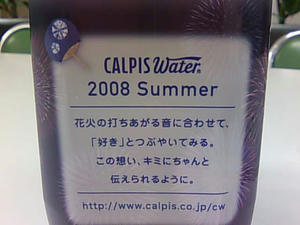 CALPIS Water®
2008 Summer
花火の打ちあがる音に合わせて、
「好き」とつぶやいてみる。
この想い、キミにちゃんと
伝えられるように。
http://www.calpis.co.jp/cw